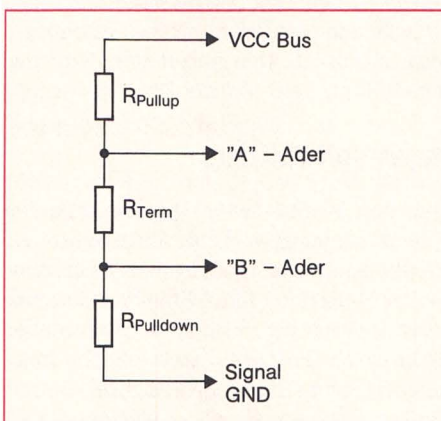 VCC Bus
RPullup
"A" – Ader
RTerm
"B" – Ader
RPulldown
Signal
GND